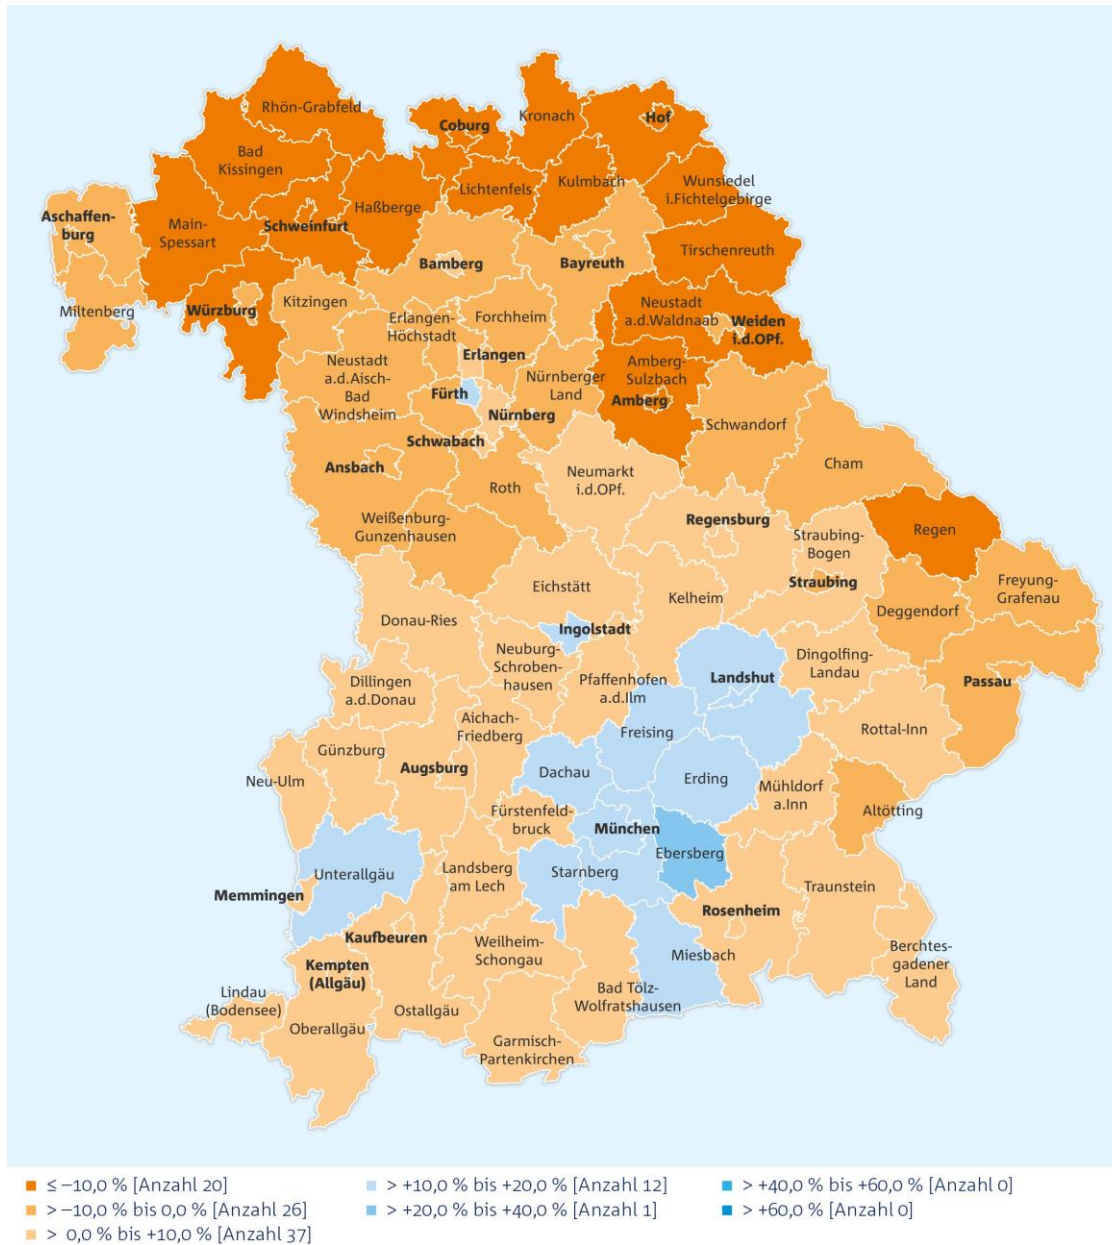 Rhön-Grabfeld
Kronach
Hof
Coburg
Bad
Kissingen
Kulmbach
Wunsiedel
i.Fichtelgebirge
Lichtenfels
Haßberge
Aschaffen-
burg
Main-
Spessart
Schweinfurt
Tirschenreuth
Bamberg
Bayreuth
Miltenberg
Würzburg
Kitzingen
Erlangen-
Höchstadt
Forchheim
Neustadt
a.d.Waldnaab
Weiden
i.d.OPf.
Erlangen
Neustadt
a.d.Aisch-
Bad
Windsheim
Fürth
Nürnberger
Land
Amberg-
Sulzbach
Amberg
Nürnberg
Schwabach
Schwandorf
Ansbach
Cham
Neumarkt
i.d.OPf.
Roth
Weißenburg-
Gunzenhausen
Regensburg
Straubing-
Bogen
Regen
Straubing
Freyung-
Grafenau
Eichstätt
Kelheim
Deggendorf
Donau-Ries
Ingolstadt
Neuburg-
Schroben-
hausen
Pfaffenhofen
a.d.Ilm
Landshut
Dingolfing-
Landau
Passau
Dillingen
a.d.Donau
Aichach-
Friedberg
Freising
Rottal-Inn
Günzburg
Neu-Ulm
Augsburg
Dachau
Erding
Mühldorf
a.Inn
Altötting
Fürstenfeld-
bruck
München
Ebersberg
Unterallgäu
Landsberg
am Lech
Starnberg
Traunstein
Memmingen
Rosenheim
Kaufbeuren
Weilheim-
Schongau
Miesbach
Berchtes-
gadener
Land
Kempten
(Allgäu)
Lindau
(Bodensee)
Oberallgäu
Ostallgäu
Bad Tölz-
Wolfratshausen
Garmisch-
Partenkirchen
≤ –10,0 % [Anzahl 20]
> –10,0 % bis 0,0 % [Anzahl 26]
> 0,0 % bis +10,0 % [Anzahl 37]
> +10,0 % bis +20,0 % [Anzahl 12]
> +20,0 % bis +40,0 % [Anzahl 1]
> +40,0 % bis +60,0 % [Anzahl 0]
> +60,0 % [Anzahl 0]